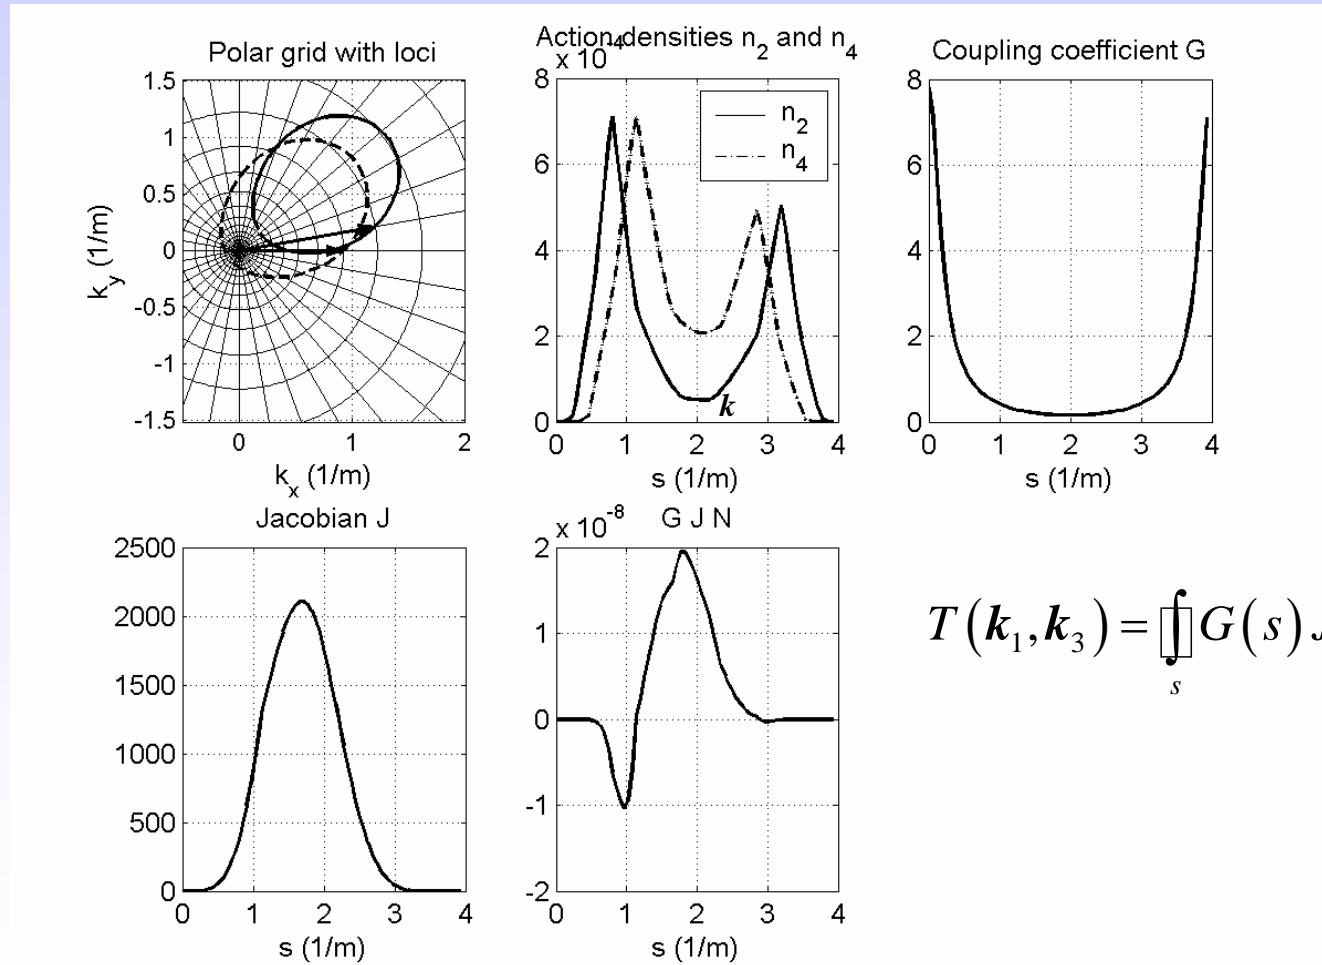 Polar grid with loci
1.5
1
0.5
0
-0.5
-1
-1.5
0 1 2
k_x (1/m)
k_y (1/m)
Action densities n_2 and n_4
x 10^-4
8
6
4
2
0
0 1 2 3 4
n_2
n_4
k
s (1/m)
Coupling coefficient G
8
6
4
2
0
0 1 2 3 4
s (1/m)
Jacobian J
2500
2000
1500
1000
500
0
0 1 2 3 4
s (1/m)
x 10^-8
G J N
2
1
0
-1
-2
0 1 2 3 4
s (1/m)
T(k_1,k_3) = ∮_s G(s) J